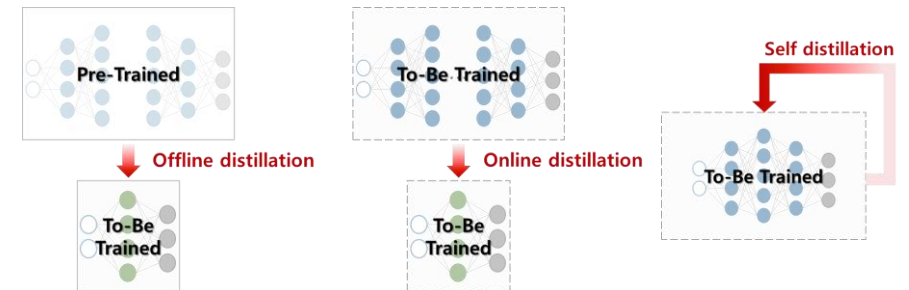 Pre-Trained
Offline distillation
To-Be
Trained
To-Be Trained
Online distillation
To-Be
Trained
Self distillation
To-Be Trained